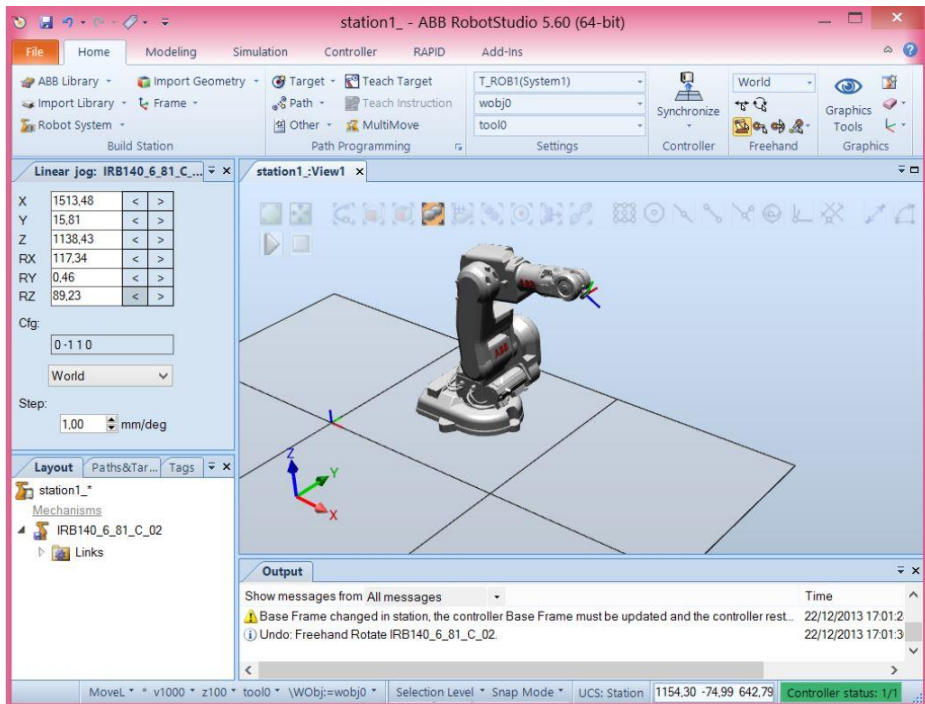 station1_ - ABB RobotStudio 5.60 (64-bit)
File Home Modeling Simulation Controller RAPID Add-Ins
ABB Library Import Geometry Target Teach Target T_ROB1(System1) World
Import Library Frame Path Teach Instruction wobj0 Synchronize Graphics
Robot System Other MultiMove tool0 Tools
Build Station Path Programming Settings Controller Freehand Graphics
Linear jog: IRB140_6_81_C_... station1_:View1
X 1513,48 < >
Y 15,81 < >
Z 1138,43 < >
RX 117,34 < >
RY 0,46 < >
RZ 89,23 < >
Cfg:
0 -1 1 0
World
Step:
1,00 mm/deg
ABB
ABB
Z
Y
X
Layout Paths&Tar... Tags
station1_*
Mechanisms
IRB140_6_81_C_02
Links
Output
Show messages from All messages Time
Base Frame changed in station, the controller Base Frame must be updated and the controller rest... 22/12/2013 17:01:2
Undo: Freehand Rotate IRB140_6_81_C_02. 22/12/2013 17:01:3
MoveL * v1000 z100 tool0 \WObj:=wobj0 Selection Level Snap Mode UCS: Station 1154,30 -74,99 642,79 Controller status: 1/1